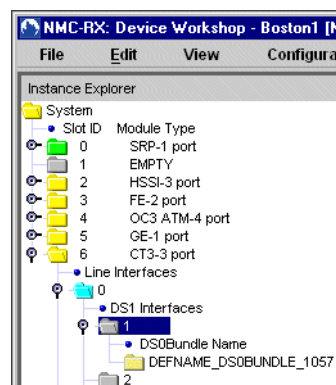 NMC-RX: Device Workshop - Boston1 [N
File Edit View Configura
Instance Explorer
System
Slot ID Module Type
0 SRP-1 port
1 EMPTY
2 HSSI-3 port
3 FE-2 port
4 OC3 ATM-4 port
5 GE-1 port
6 CT3-3 port
Line Interfaces
0
DS1 Interfaces
1
DS0Bundle Name
DEFNAME_DS0BUNDLE_1057
2